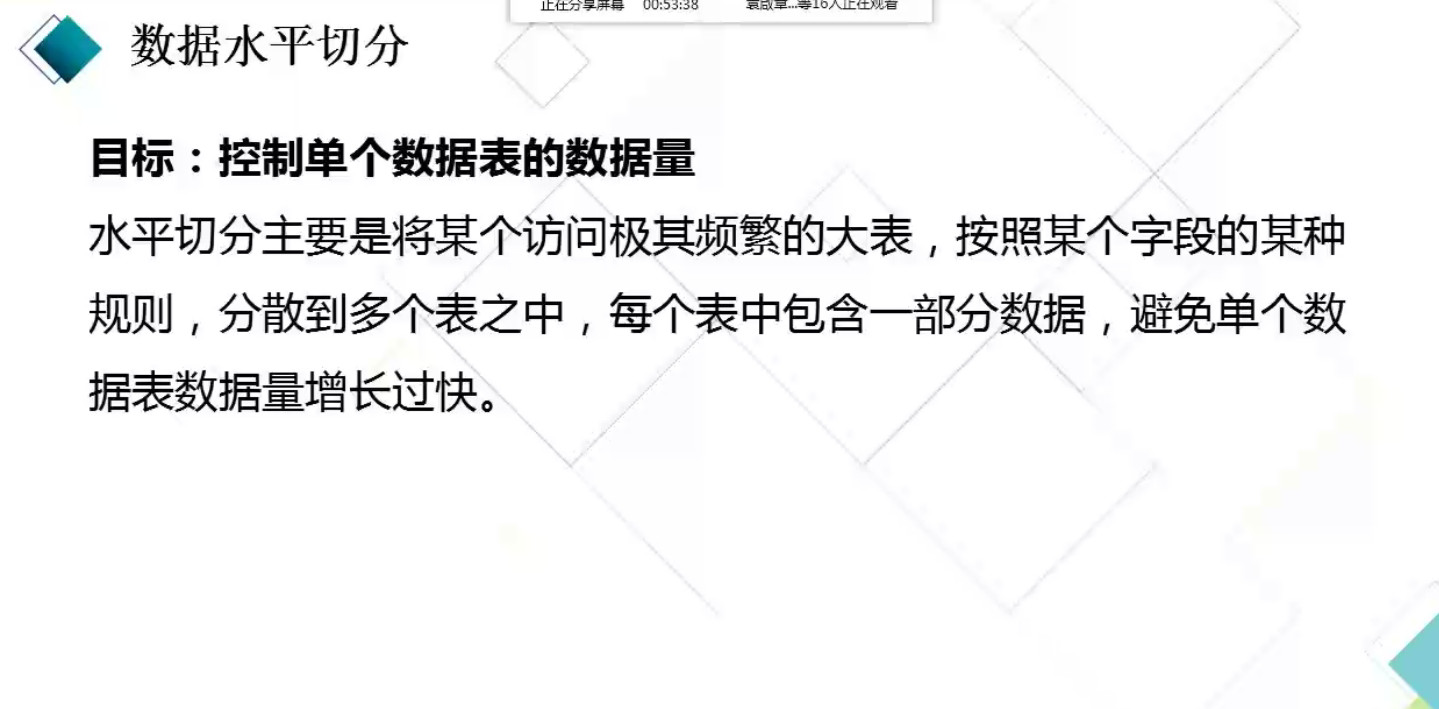 正在分享屏幕 00:53:38 等16人正在观看
数据水平切分
目标：控制单个数据表的数据量
水平切分主要是将某个访问极其频繁的大表，按照某个字段的某种
规则，分散到多个表之中，每个表中包含一部分数据，避免单个数
据表数据量增长过快。